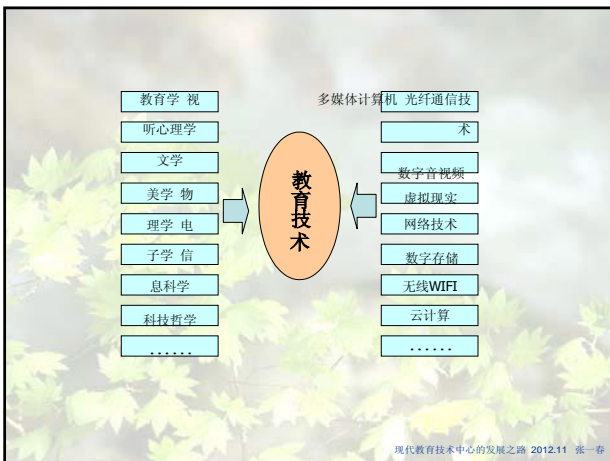 教育学 视
听心理学
文学
美学 物
理学 电
子学 信
息科学
科技哲学
……
教育技术
多媒体计算机 光纤通信技
术
数字音视频
虚拟现实
网络技术
数字存储
无线WIFI
云计算
……
现代教育技术中心的发展之路 2012.11 张一春